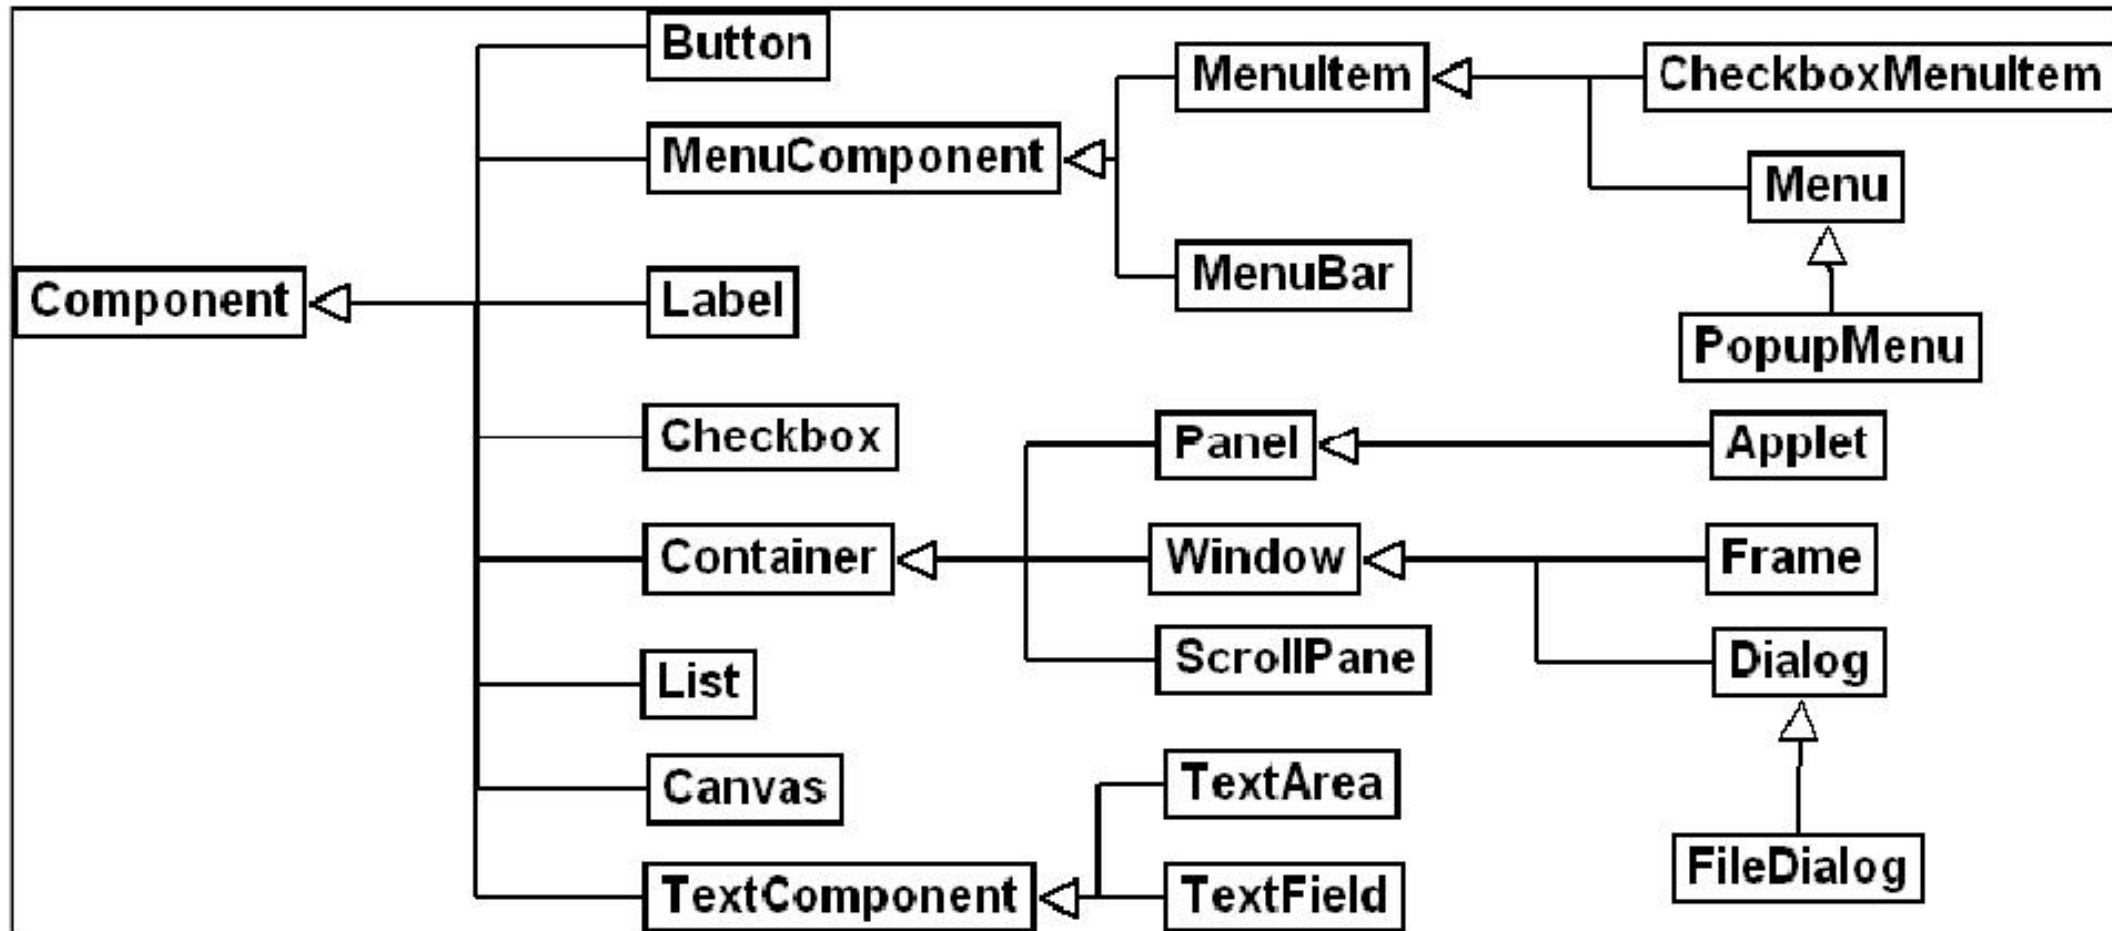 Button
MenuItem
CheckboxMenuItem
MenuComponent
Menu
MenuBar
Component
Label
PopupMenu
Checkbox
Panel
Applet
Container
Window
Frame
ScrollPane
Dialog
List
Canvas
TextArea
FileDialog
TextComponent
TextField